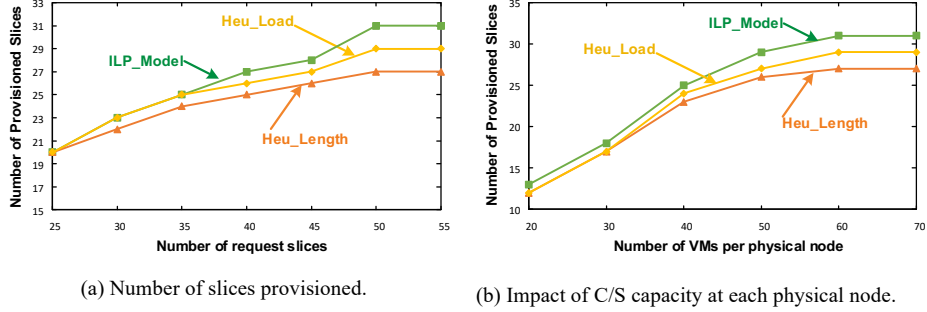 33
31
29
27
25
23
21
19
17
15
Number of Provisioned Slices
Heu_Load
ILP_Model
Heu_Length
25 30 35 40 45 50 55
Number of request slices
(a) Number of slices provisioned.
35
30
25
20
15
10
Number of Provisioned Slices
ILP_Model
Heu_Load
Heu_Length
20 30 40 50 60 70
Number of VMs per physical node
(b) Impact of C/S capacity at each physical node.